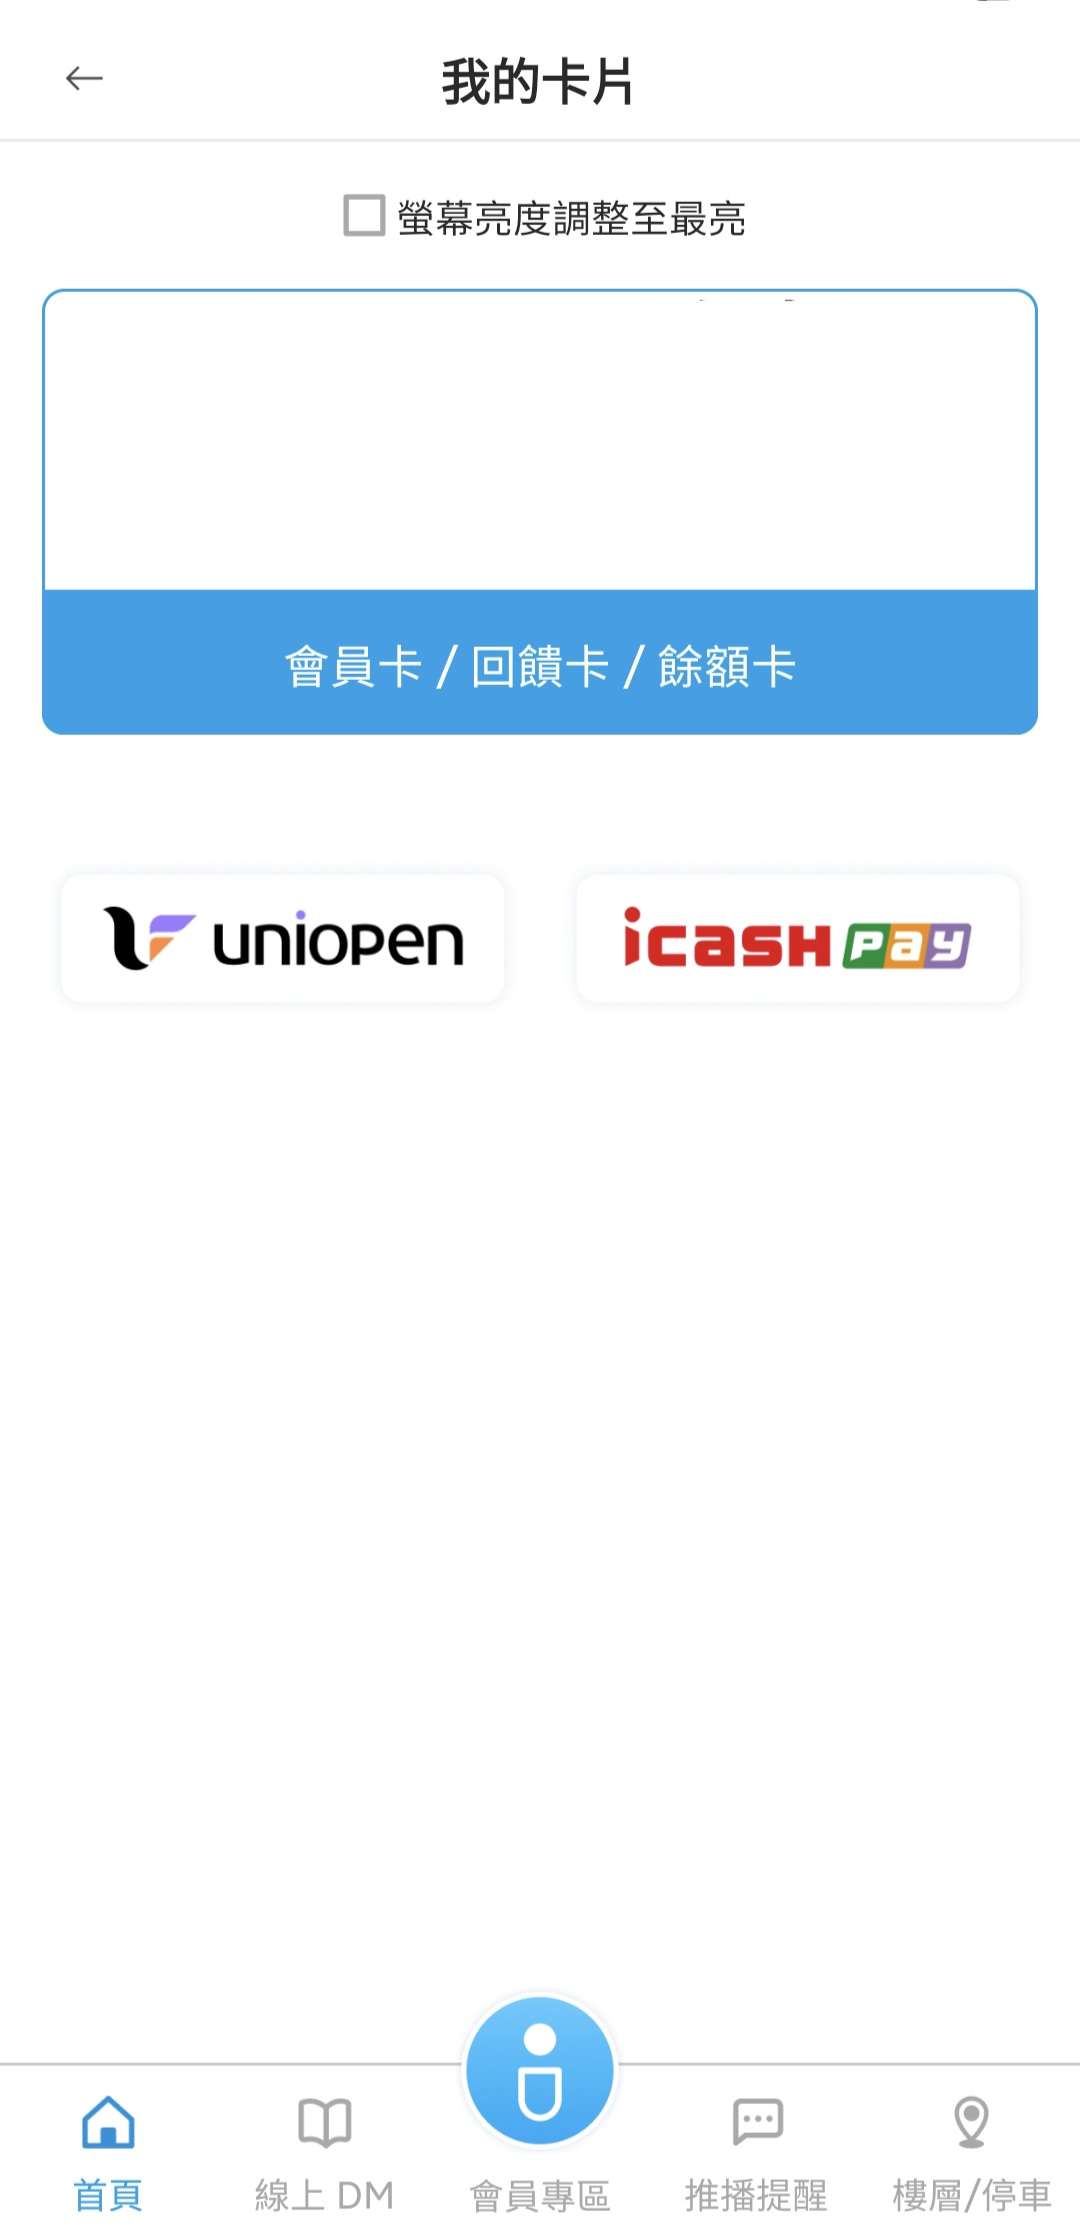 我的卡片
螢幕亮度調整至最亮
會員卡 / 回饋卡 / 餘額卡
uniopen
icash pay
首頁
線上 DM
會員專區
推播提醒
樓層/停車